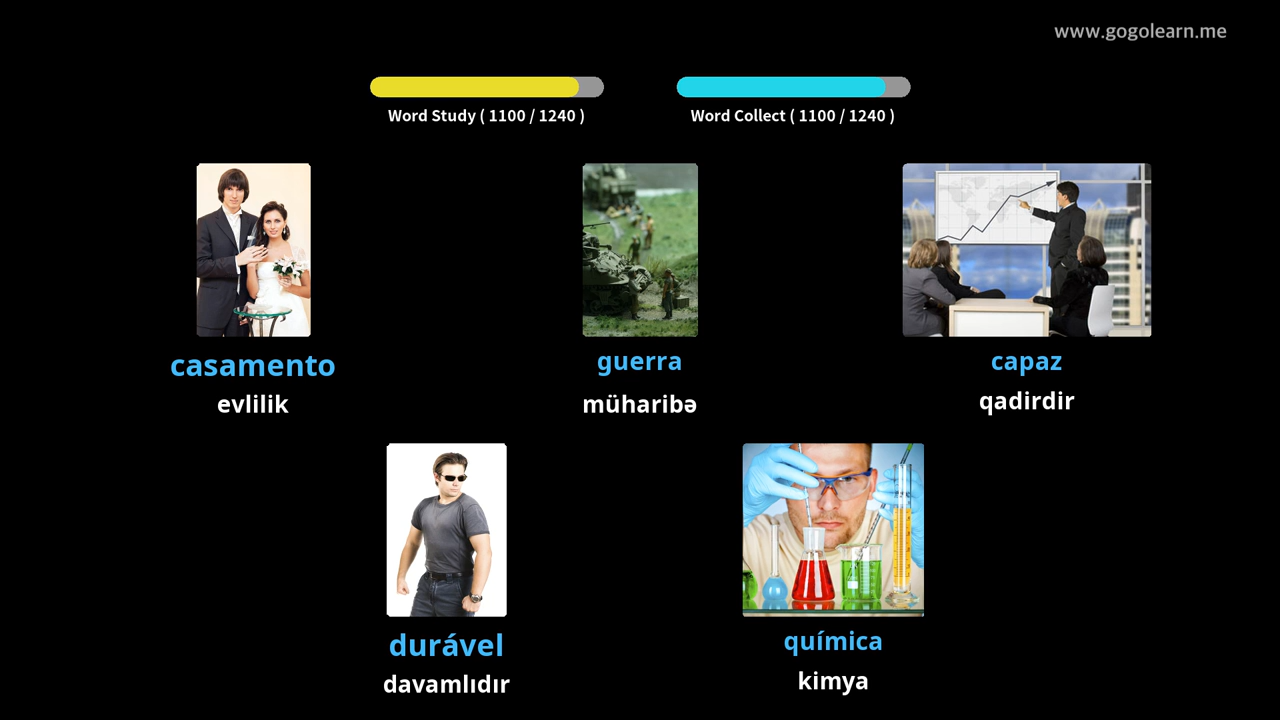 www.gogolearn.me
Word Study ( 1100 / 1240 )
Word Collect ( 1100 / 1240 )
casamento
evlilik
guerra
müharibə
capaz
qadirdir
durável
davamlıdır
química
kimya